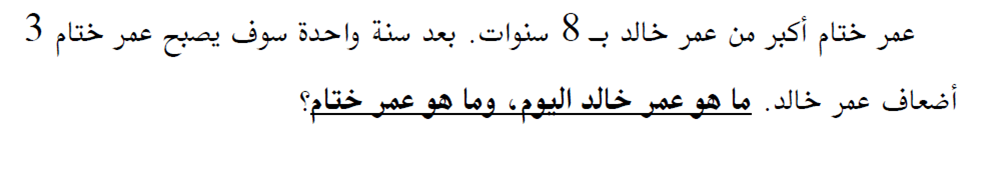 عمر ختام أكبر من عمر خالد بـ 8 سنوات. بعد سنة واحدة سوف يصبح عمر ختام 3
أضعاف عمر خالد. ما هو عمر خالد اليوم، وما هو عمر ختام؟